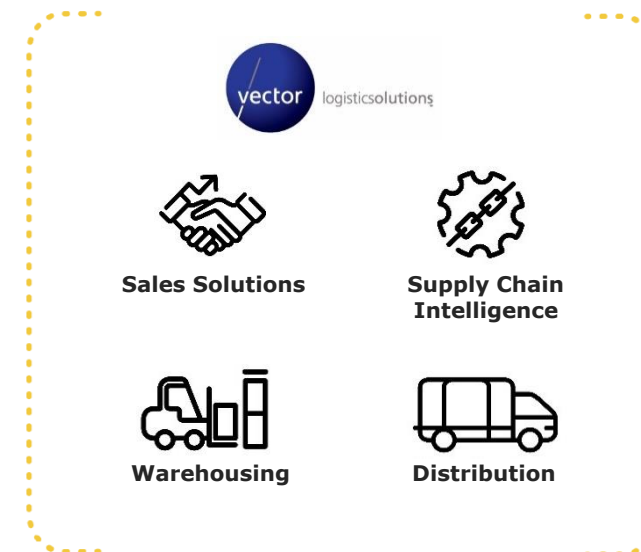 vector logisticsolutions
Sales Solutions
Supply Chain
Intelligence
Warehousing
Distribution